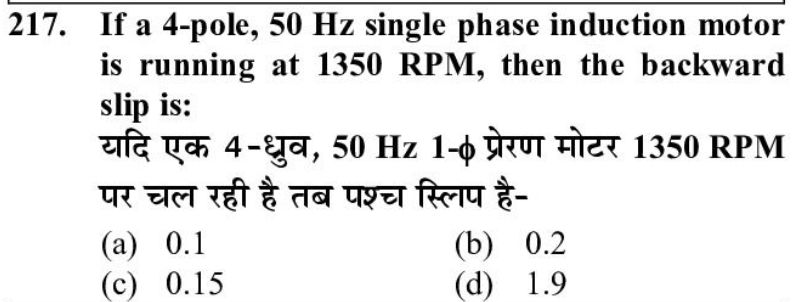 217. If a 4-pole, 50 Hz single phase induction motor
is running at 1350 RPM, then the backward
slip is:
यदि एक 4-ध्रुव, 50 Hz 1-ϕ प्रेरण मोटर 1350 RPM
पर चल रही है तब पश्च स्लिप है-
(a) 0.1 (b) 0.2
(c) 0.15 (d) 1.9